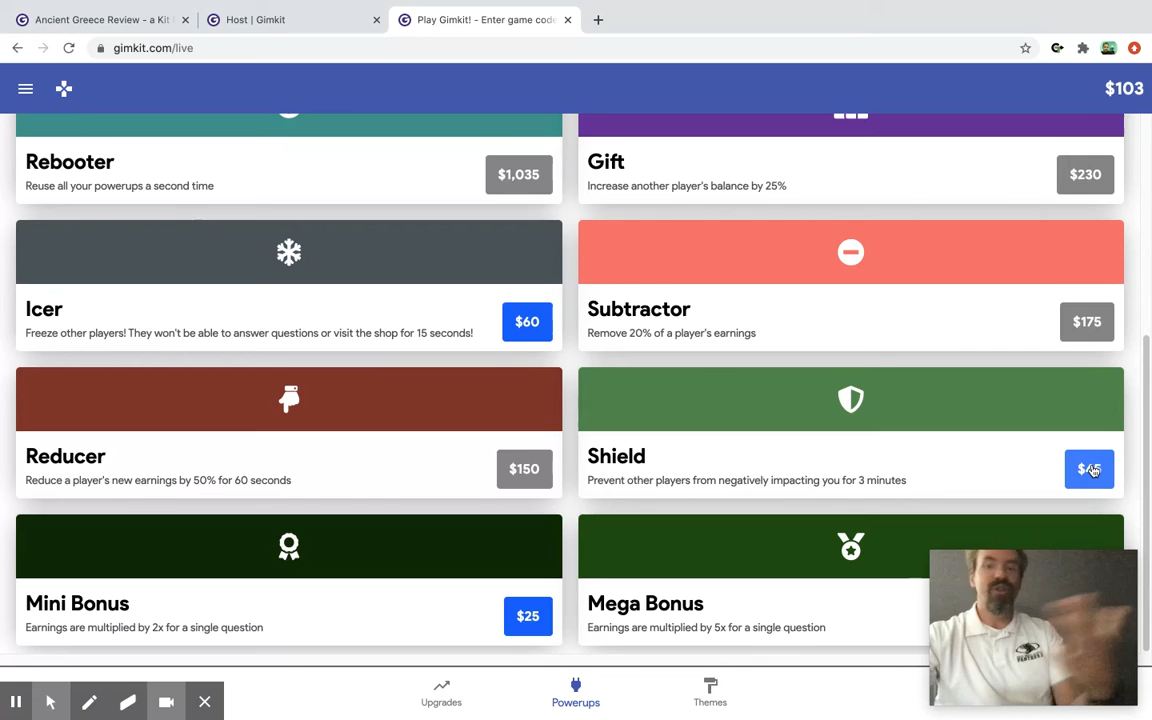 Ancient Greece Review - a Kit
Host | Gimkit
Play Gimkit! - Enter game code
gimkit.com/live
$103
Rebooter
Reuse all your powerups a second time
$1,035
Gift
Increase another player's balance by 25%
$230
Icer
Freeze other players! They won't be able to answer questions or visit the shop for 15 seconds!
$60
Subtractor
Remove 20% of a player's earnings
$175
Reducer
Reduce a player's new earnings by 50% for 60 seconds
$150
Shield
Prevent other players from negatively impacting you for 3 minutes
Mini Bonus
Earnings are multiplied by 2x for a single question
$25
Mega Bonus
Earnings are multiplied by 5x for a single question
Upgrades
Powerups
Themes